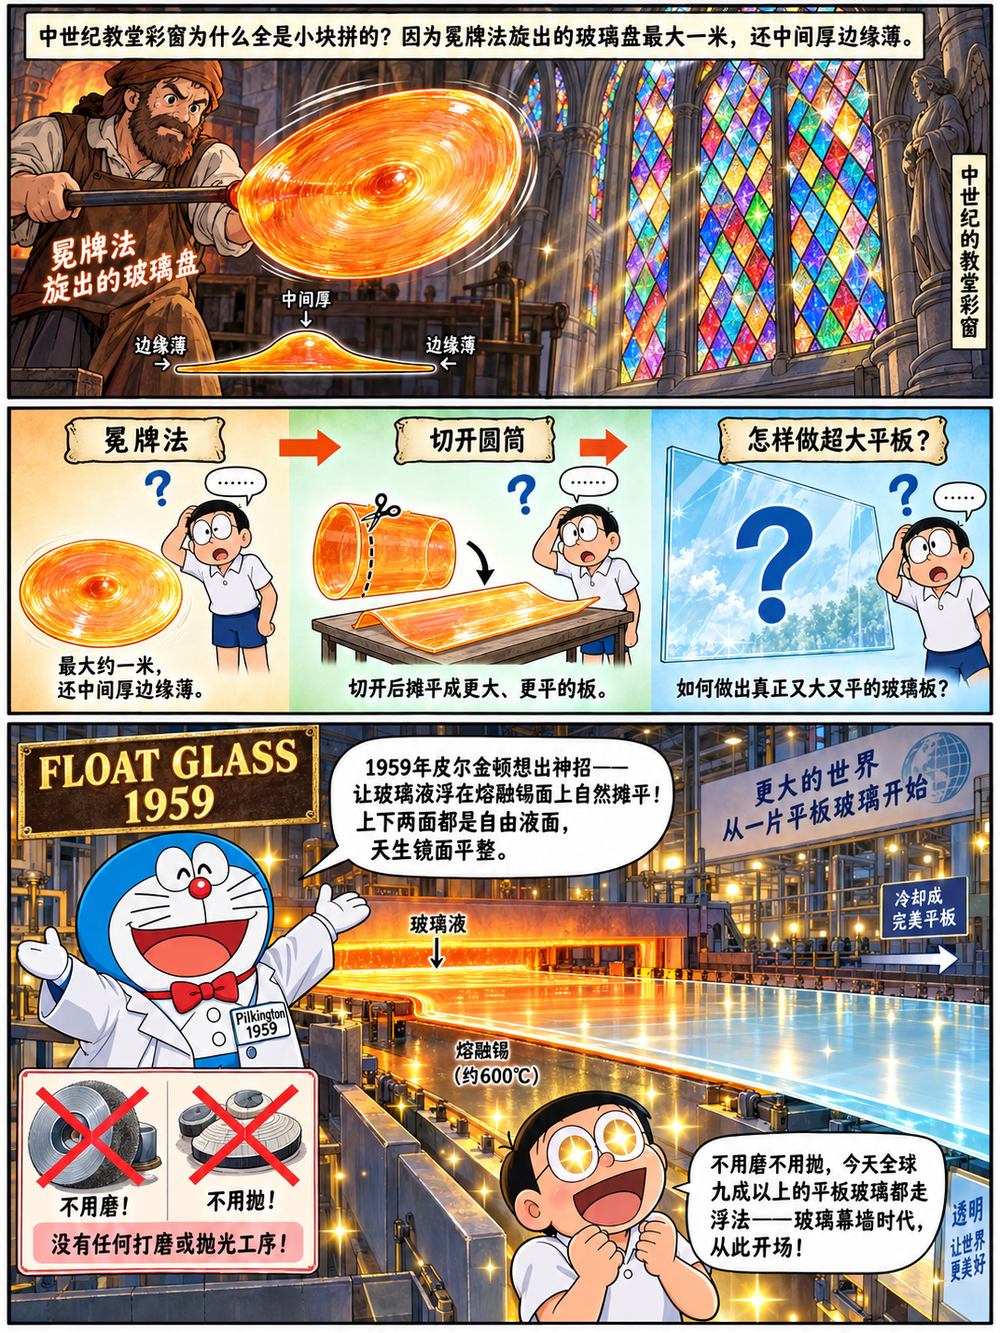 中世纪教堂彩窗为什么全是小块拼的？因为冕牌法旋出的玻璃盘最大一米，还中间厚边缘薄。
冕牌法
旋出的玻璃盘
中间厚
边缘薄
边缘薄
中世纪的教堂彩窗
冕牌法
切开圆筒
怎样做超大平板？
?
……
?
……
?
……
?
最大约一米，
还中间厚边缘薄。
切开后摊平成更大、更平的板。
如何做出真正又大又平的玻璃板？
FLOAT GLASS
1959
1959年皮尔金顿想出神招——
让玻璃液浮在熔融锡面上自然摊平！
上下两面都是自由液面，
天生镜面平整。
更大的世界
从一片平板玻璃开始
冷却成
完美平板
玻璃液
Pilkington
1959
熔融锡
（约600℃）
不用磨！
不用抛！
没有任何打磨或抛光工序！
不用磨不用抛，今天全球
九成以上的平板玻璃都走
浮法——玻璃幕墙时代，
从此开场！
透明
让世界
更美好